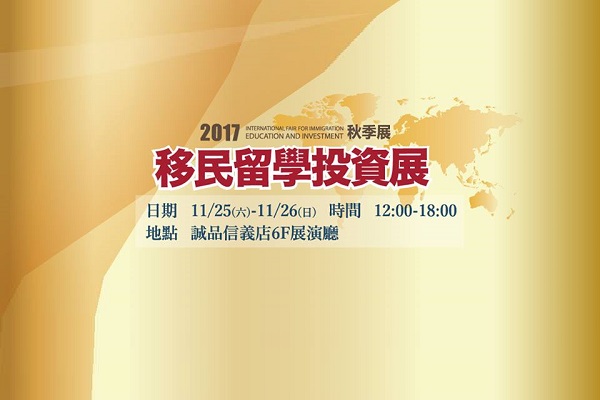 2017 INTERNATIONAL FAIR FOR IMMIGRATION EDUCATION AND INVESTMENT 秋季展
移民留學投資展
日期 11/25(六)-11/26(日) 時間 12:00-18:00
地點 誠品信義店6F展演廳